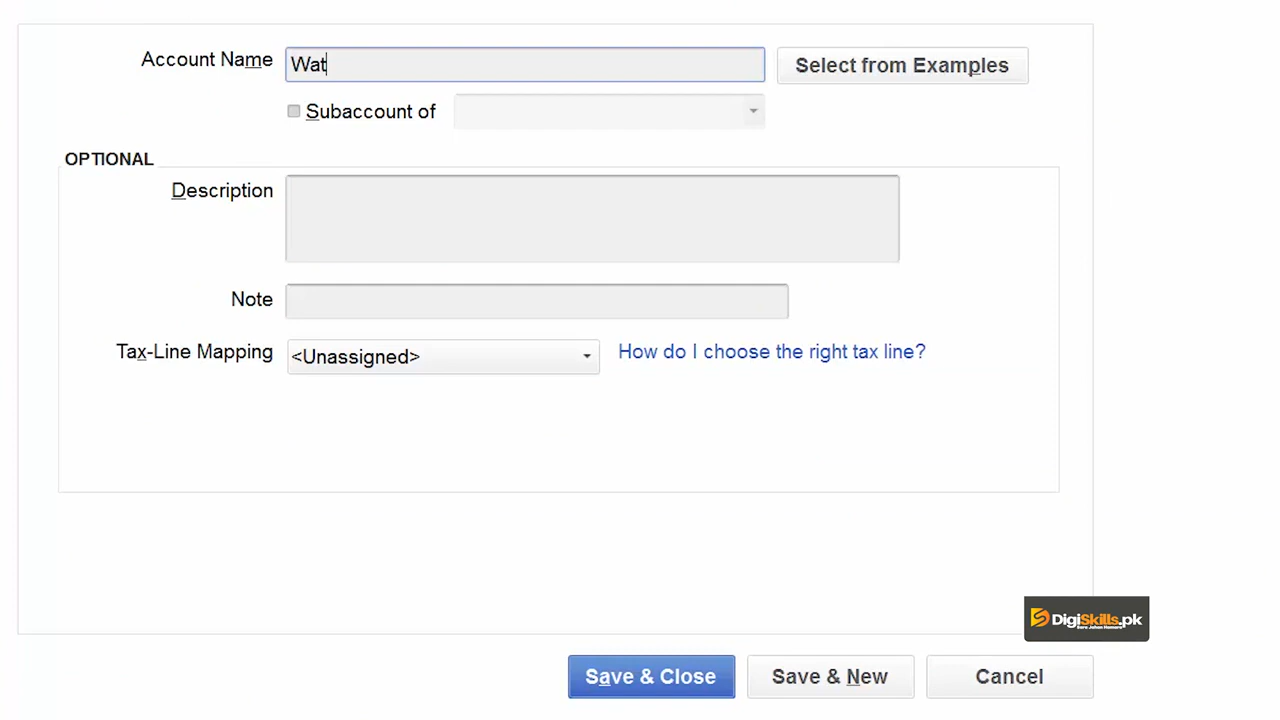 Account Name
Wat
Select from Examples
Subaccount of
OPTIONAL
Description
Note
Tax-Line Mapping
<Unassigned>
How do I choose the right tax line?
DigiSkills.pk
Save & Close
Save & New
Cancel